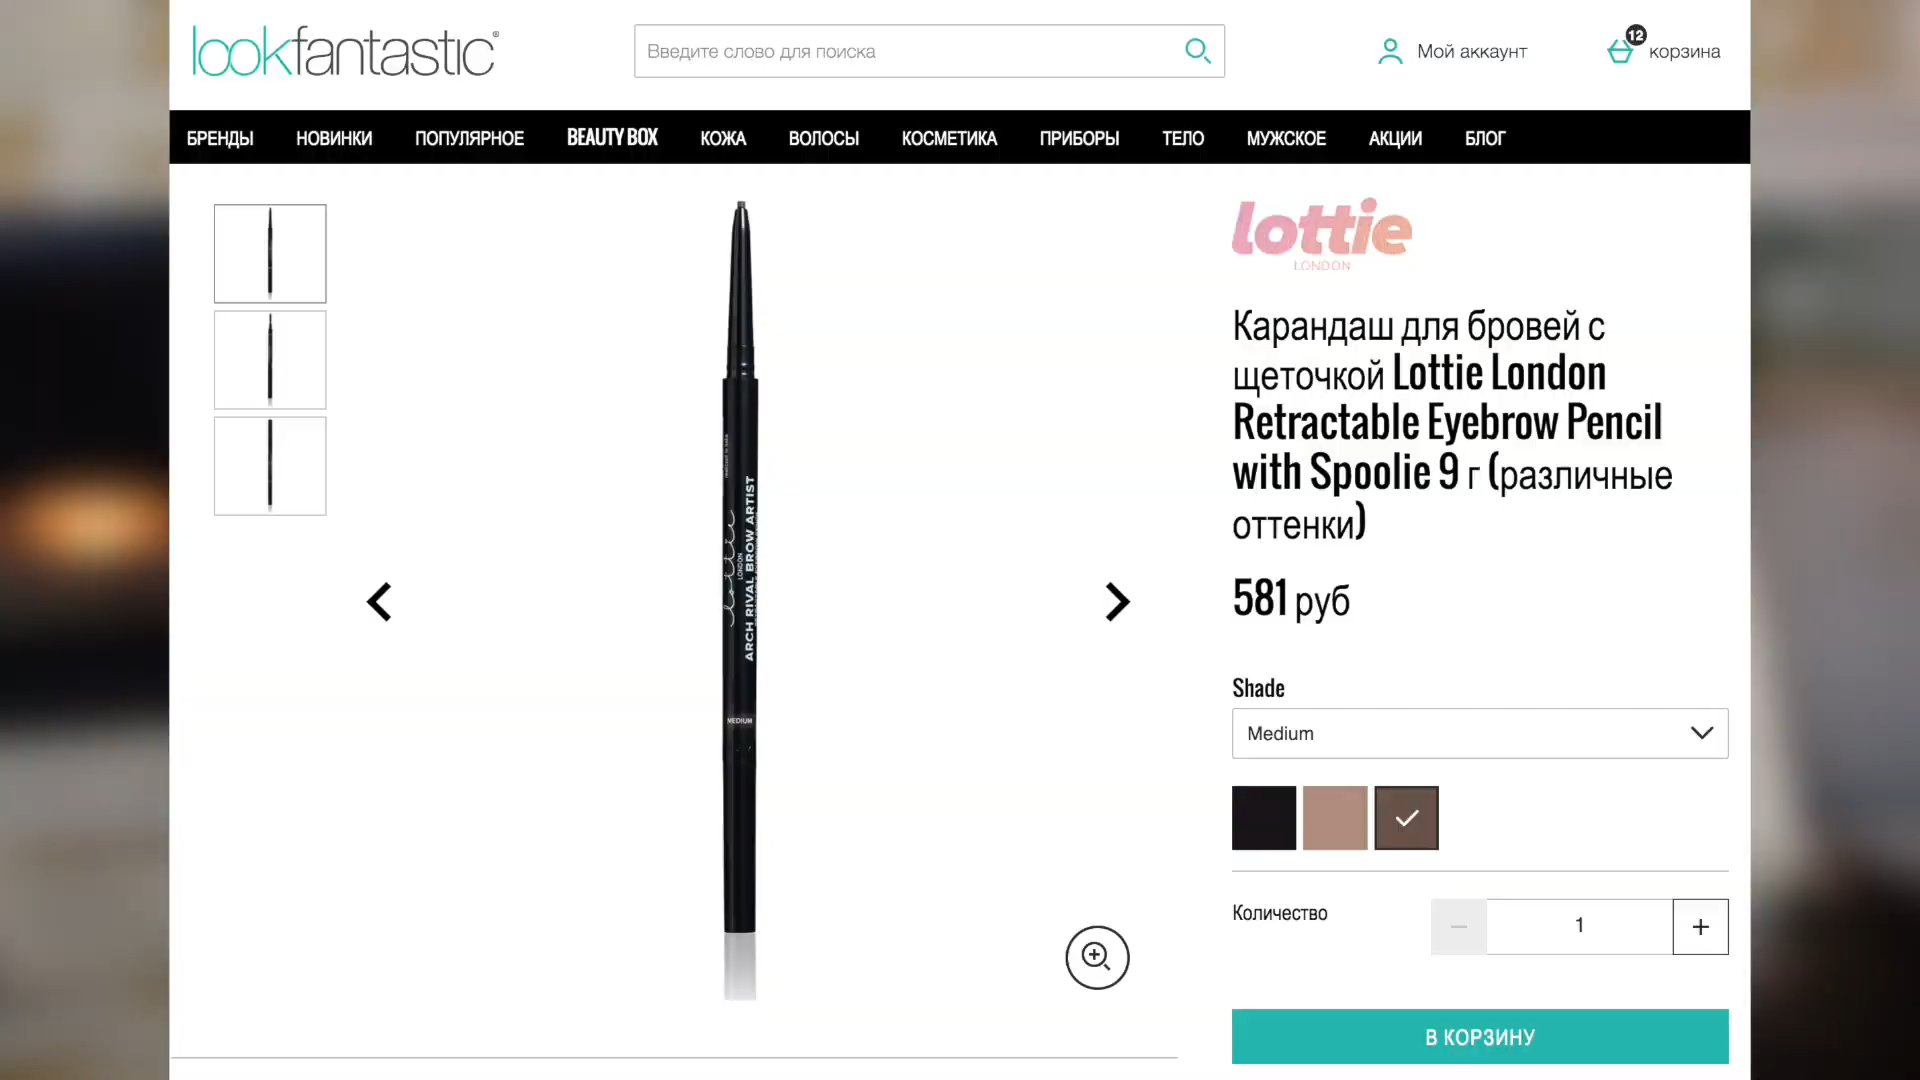 lookfantastic®
Введите слово для поиска
Мой аккаунт
12
корзина
БРЕНДЫ НОВИНКИ ПОПУЛЯРНОЕ BEAUTY BOX КОЖА ВОЛОСЫ КОСМЕТИКА ПРИБОРЫ ТЕЛО МУЖСКОЕ АКЦИИ БЛОГ
lottie
LONDON
Карандаш для бровей с
щеточкой Lottie London
Retractable Eyebrow Pencil
with Spoolie 9 г (различные
оттенки)
581 руб
Shade
Medium
Количество
1
В КОРЗИНУ
lottie
LONDON
ARCH RIVAL BROW ARTIST
MEDIUM